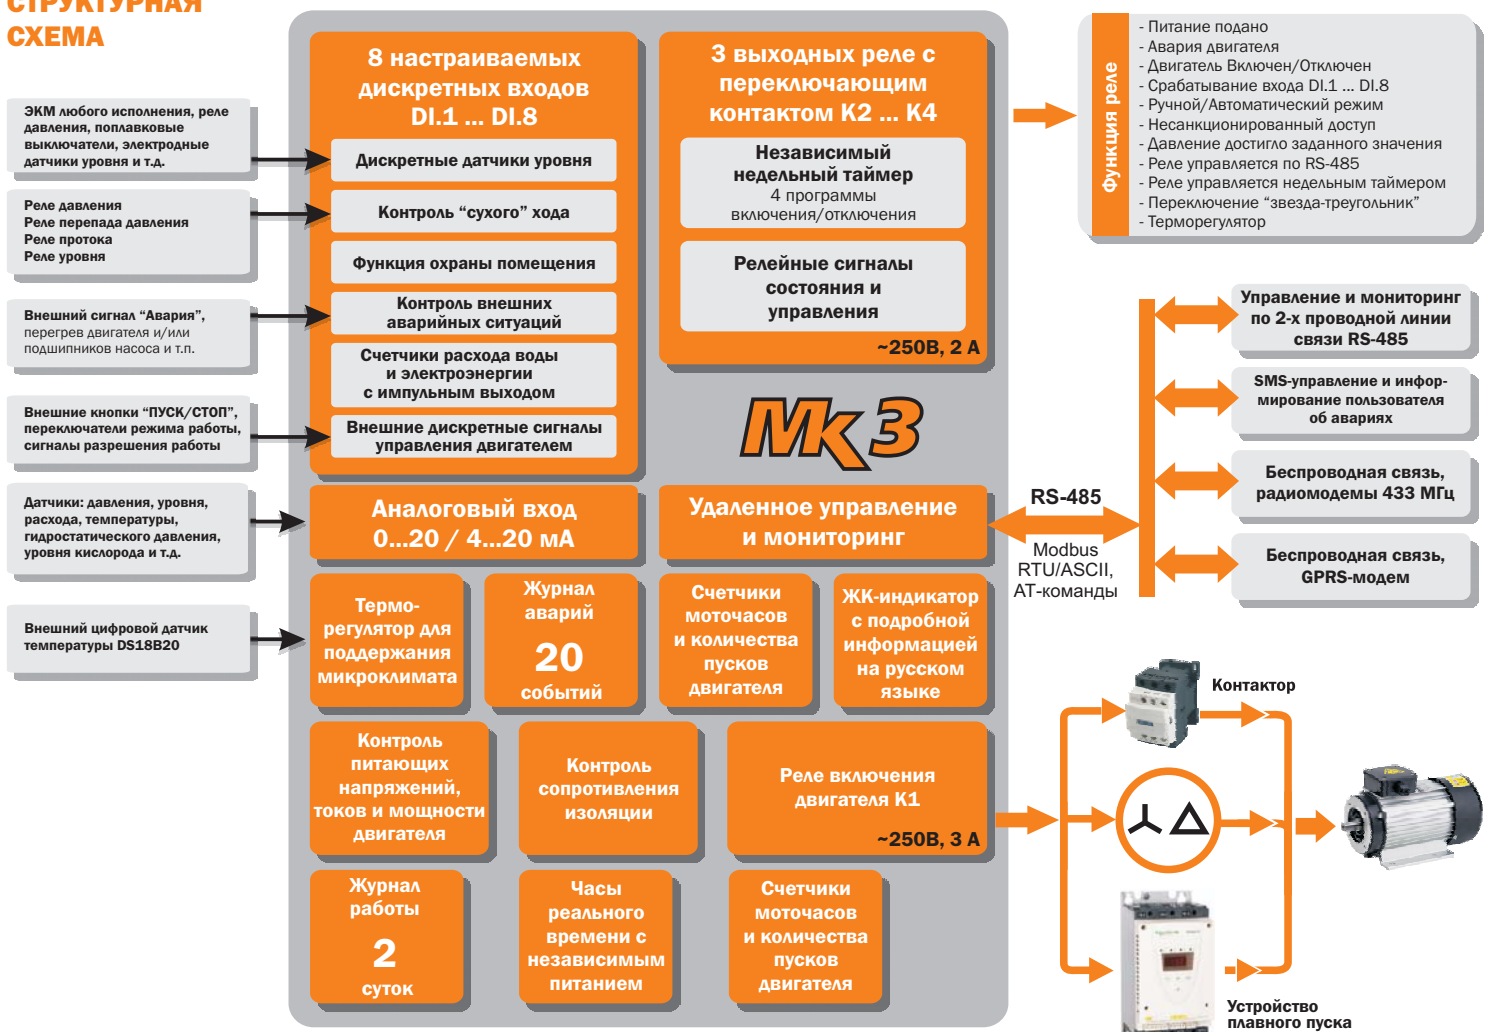 СТРУКТУРНАЯ
СХЕМА
ЭКМ любого исполнения, реле
давления, поплавковые
выключатели, электродные
датчики уровня и т.д.
Реле давления
Реле перепада давления
Реле протока
Реле уровня
Внешний сигнал “Авария”,
перегрев двигателя и/или
подшипников насоса и т.п.
Внешние кнопки “ПУСК/СТОП”,
переключатели режима работы,
сигналы разрешения работы
Датчики: давления, уровня,
расхода, температуры,
гидростатического давления,
уровня кислорода и т.д.
Внешний цифровой датчик
температуры DS18B20
8 настраиваемых
дискретных входов
DI.1 ... DI.8
Дискретные датчики уровня
Контроль “сухого” хода
Функция охраны помещения
Контроль внешних
аварийных ситуаций
Счетчики расхода воды
и электроэнергии
с импульным выходом
Внешние дискретные сигналы
управления двигателем
3 выходных реле с
переключающим
контактом К2 ... К4
Независимый
недельный таймер
4 программы
включения/отключения
Релейные сигналы
состояния и
управления
~250В, 2 А
Мк 3
Аналоговый вход
0...20 / 4...20 мА
Удаленное управление
и мониторинг
Термо-
регулятор для
поддержания
микроклимата
Журнал
аварий
20
событий
Счетчики
моточасов
и количества
пусков
двигателя
ЖК-индикатор
с подробной
информацией
на русском
языке
Контроль
питающих
напряжений,
токов и мощности
двигателя
Контроль
сопротивления
изоляции
Реле включения
двигателя К1
~250В, 3 А
Журнал
работы
2
суток
Часы
реального
времени с
независимым
питанием
Счетчики
моточасов
и количества
пусков
двигателя
Функция реле
- Питание подано
- Авария двигателя
- Двигатель Включен/Отключен
- Срабатывание входа DI.1 ... DI.8
- Ручной/Автоматический режим
- Несанкционированный доступ
- Давление достигло заданного значения
- Реле управляется по RS-485
- Реле управляется недельным таймером
- Переключение “звезда-треугольник”
- Терморегулятор
RS-485
Modbus
RTU/ASCII,
АТ-команды
Управление и мониторинг
по 2-х проводной линии
связи RS-485
SMS-управление и инфор-
мирование пользователя
об авариях
Беспроводная связь,
радиомодемы 433 МГц
Беспроводная связь,
GPRS-модем
Контактор
Устройство
плавного пуска